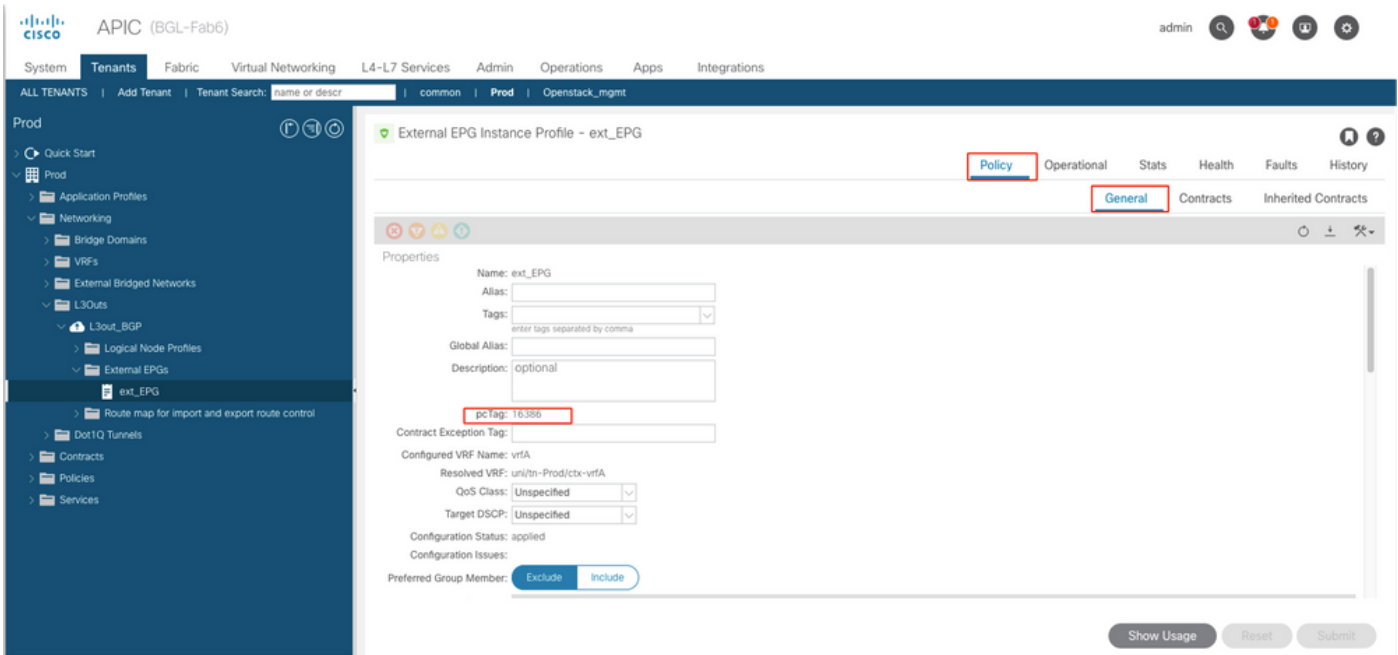 CISCO
APIC (BGL-Fab6)
admin
System Tenants Fabric Virtual Networking L4-L7 Services Admin Operations Apps Integrations
ALL TENANTS | Add Tenant | Tenant Search: name or descr | common | Prod | Openstack_mgmt
Prod
Quick Start
Prod
Application Profiles
Networking
Bridge Domains
VRFs
External Bridged Networks
L3Outs
L3out_BGP
Logical Node Profiles
External EPGs
ext_EPG
Route map for import and export route control
Dot1Q Tunnels
Contracts
Policies
Services
External EPG Instance Profile - ext_EPG
Policy Operational Stats Health Faults History
General Contracts Inherited Contracts
Properties
Name: ext_EPG
Alias:
Tags:
enter tags separated by comma
Global Alias:
Description: optional
pcTag: 16386
Contract Exception Tag:
Configured VRF Name: vrfA
Resolved VRF: uni/tn-Prod/ctx-vrfA
QoS Class: Unspecified
Target DSCP: Unspecified
Configuration Status: applied
Configuration Issues:
Preferred Group Member: Exclude Include
Show Usage Reset Submit